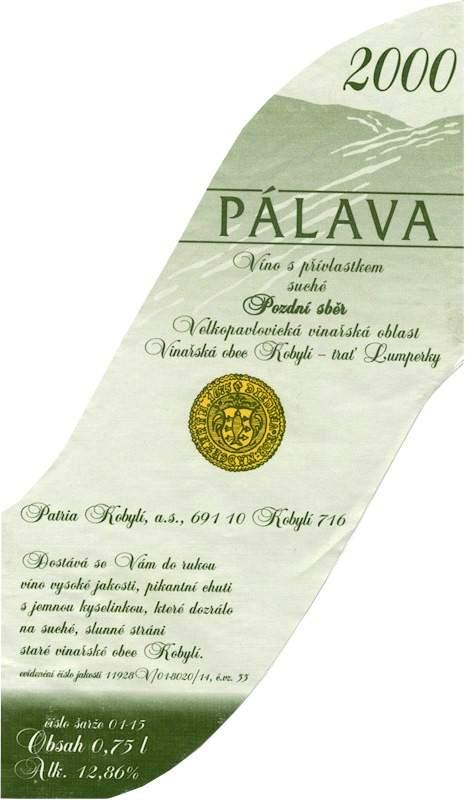 2000
PÁLAVA
Víno s přívlastkem
suché
Pozdní sběr
Velkopavlovická vinařská oblast
Vinařská obec Kobylí – trať Lumperky
Patria Kobylí, a.s., 691 10 Kobylí 716
Dostává se Vám do rukou
víno vysoké jakosti, pikantní chuti
s jemnou kyselinkou, které dozrálo
na suché, slunné stráni
staré vinařské obce Kobylí.
evidenční číslo jakosti 11928V/01-8020/14, č.vz. 55
číslo šarže 01-15
Obsah 0,75 l
Alk. 12,86%